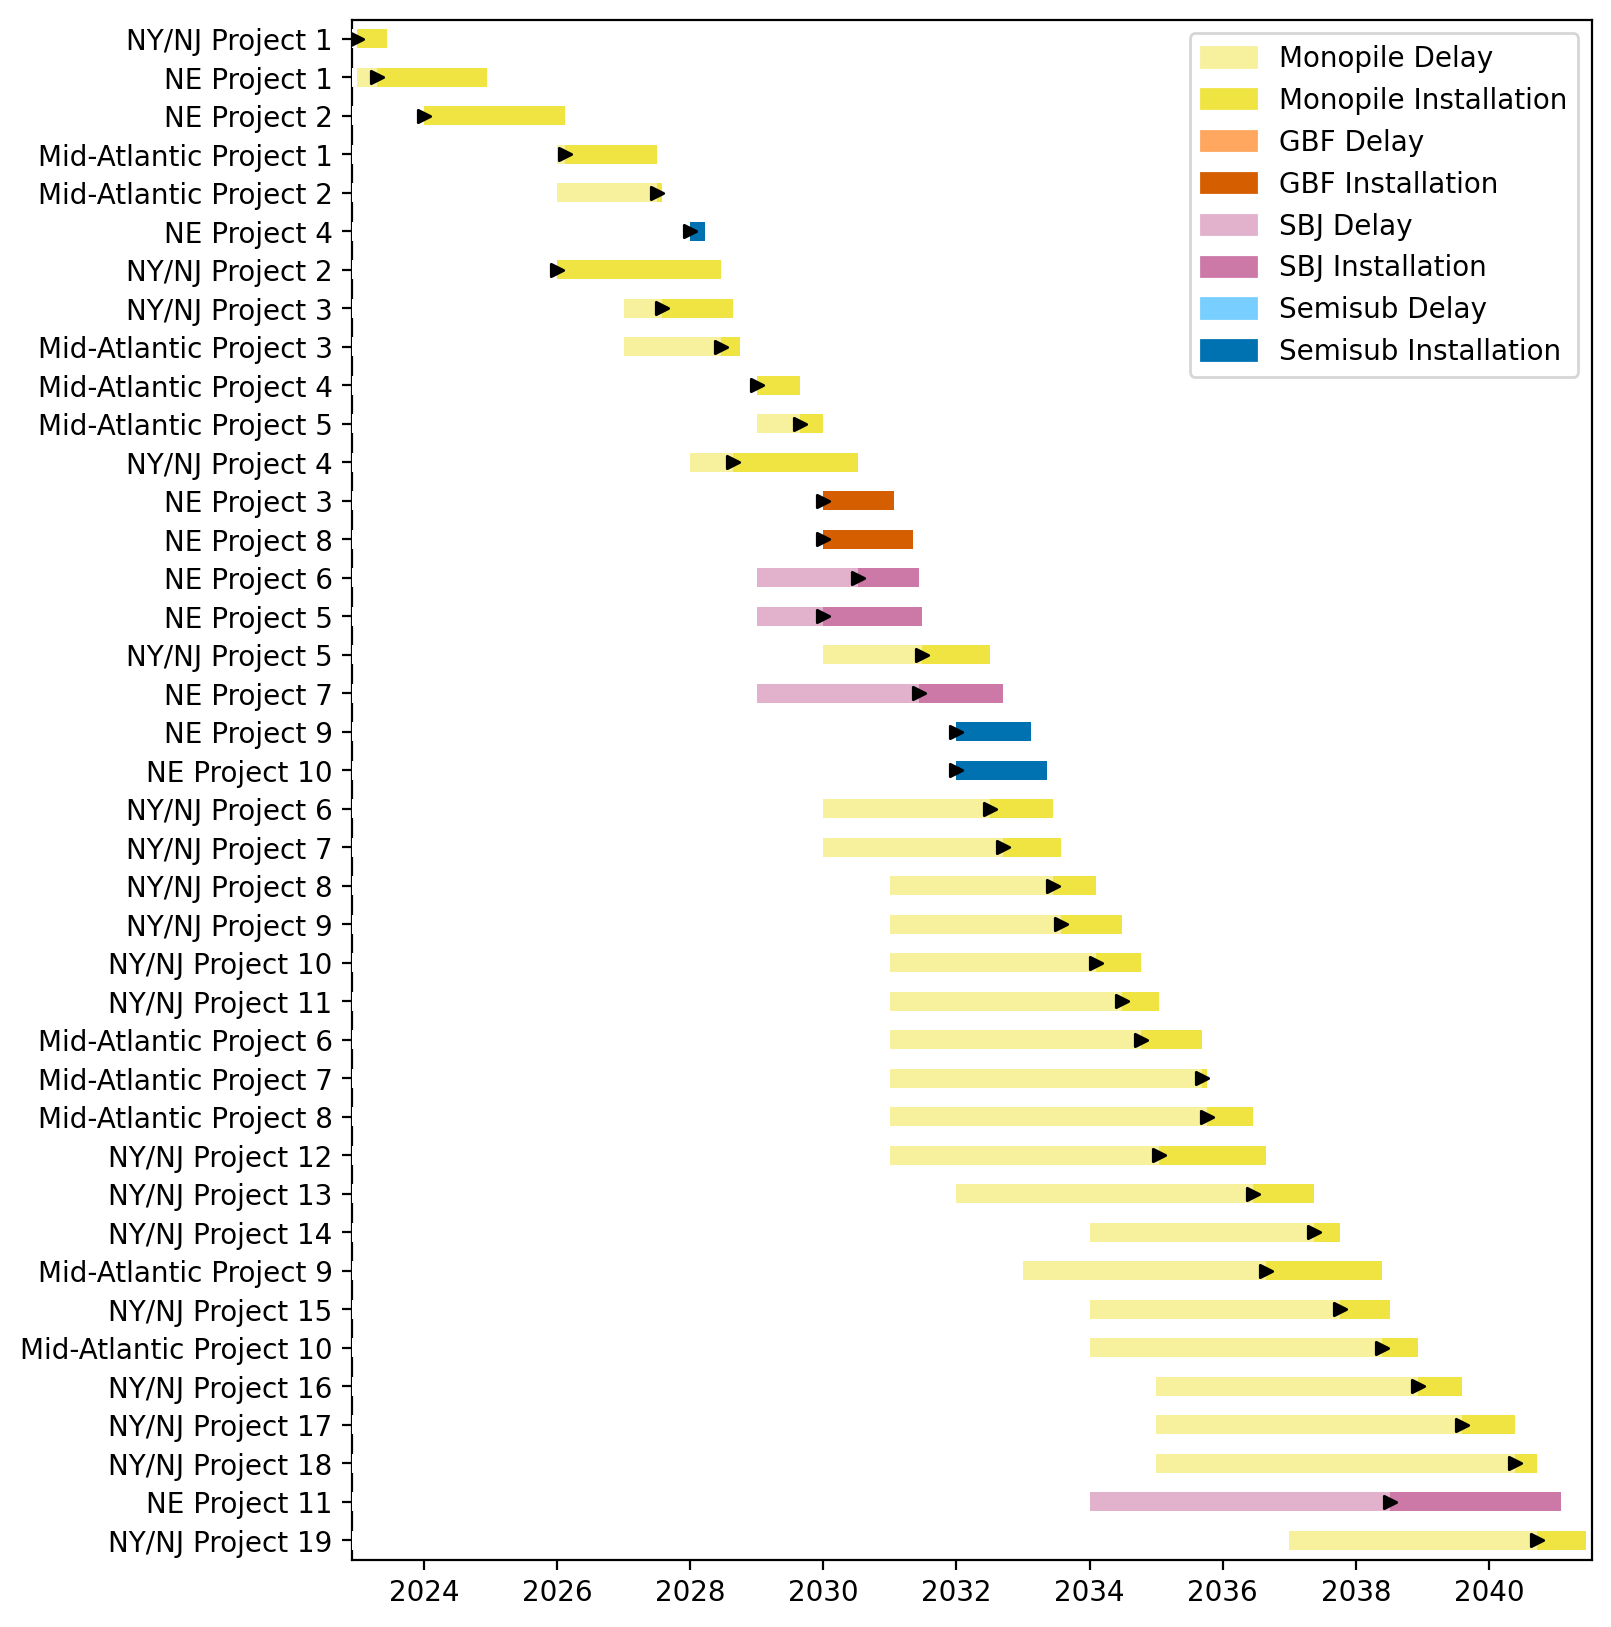 NY/NJ Project 1
NE Project 1
NE Project 2
Mid-Atlantic Project 1
Mid-Atlantic Project 2
NE Project 4
NY/NJ Project 2
NY/NJ Project 3
Mid-Atlantic Project 3
Mid-Atlantic Project 4
Mid-Atlantic Project 5
NY/NJ Project 4
NE Project 3
NE Project 8
NE Project 6
NE Project 5
NY/NJ Project 5
NE Project 7
NE Project 9
NE Project 10
NY/NJ Project 6
NY/NJ Project 7
NY/NJ Project 8
NY/NJ Project 9
NY/NJ Project 10
NY/NJ Project 11
Mid-Atlantic Project 6
Mid-Atlantic Project 7
Mid-Atlantic Project 8
NY/NJ Project 12
NY/NJ Project 13
NY/NJ Project 14
Mid-Atlantic Project 9
NY/NJ Project 15
Mid-Atlantic Project 10
NY/NJ Project 16
NY/NJ Project 17
NY/NJ Project 18
NE Project 11
NY/NJ Project 19
Monopile Delay
Monopile Installation
GBF Delay
GBF Installation
SBJ Delay
SBJ Installation
Semisub Delay
Semisub Installation
2024 2026 2028 2030 2032 2034 2036 2038 2040